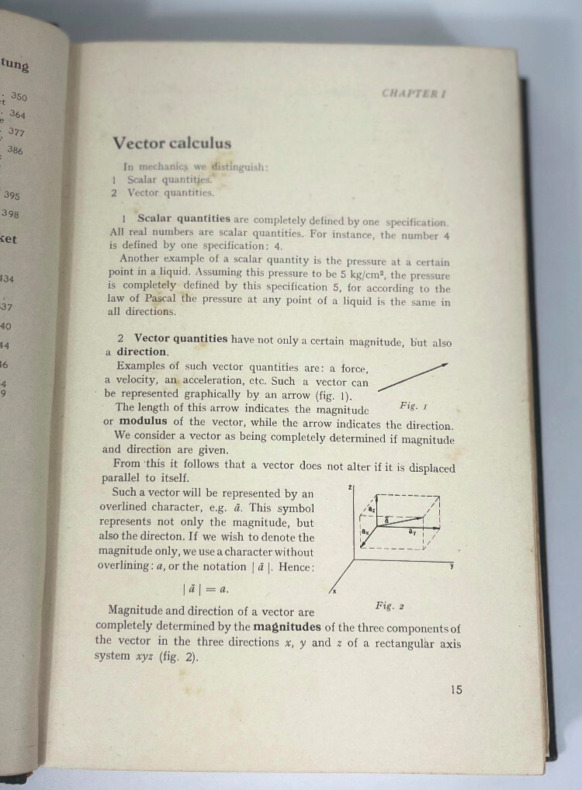 tung
. 350
et
. 364
e
. 377
386
395
398
ket
434
.
37
40
44
46
4
9
CHAPTER I
Vector calculus
In mechanics we distinguish:
1 Scalar quantities.
2 Vector quantities.
1 Scalar quantities are completely defined by one specification.
All real numbers are scalar quantities. For instance, the number 4
is defined by one specification: 4.
Another example of a scalar quantity is the pressure at a certain
point in a liquid. Assuming this pressure to be 5 kg/cm², the pressure
is completely defined by this specification 5, for according to the
law of Pascal the pressure at any point of a liquid is the same in
all directions.
2 Vector quantities have not only a certain magnitude, but also
a direction.
Examples of such vector quantities are: a force,
a velocity, an acceleration, etc. Such a vector can
be represented graphically by an arrow (fig. 1).
Fig. 1
The length of this arrow indicates the magnitude
or modulus of the vector, while the arrow indicates the direction.
We consider a vector as being completely determined if magnitude
and direction are given.
From this it follows that a vector does not alter if it is displaced
parallel to itself.
Such a vector will be represented by an
overlined character, e.g. ā. This symbol
represents not only the magnitude, but
also the directon. If we wish to denote the
magnitude only, we use a character without
overlining: a, or the notation | ā |. Hence:
| ā | = a.
z
a_z
ā
a_x
a_y
y
x
Fig. 2
Magnitude and direction of a vector are
completely determined by the magnitudes of the three components of
the vector in the three directions x, y and z of a rectangular axis
system xyz (fig. 2).
15